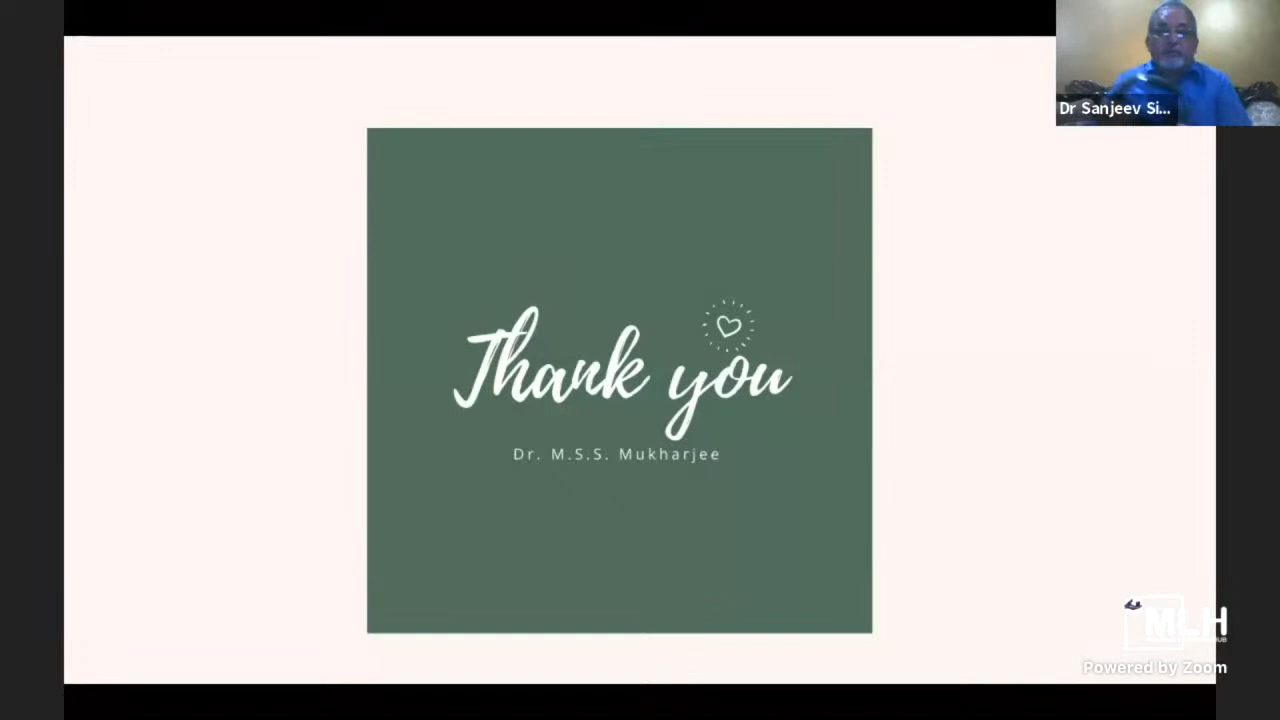 Dr Sanjeev Si...
Thank you
Dr. M.S.S. Mukharjee
MLH
Powered by Zoom